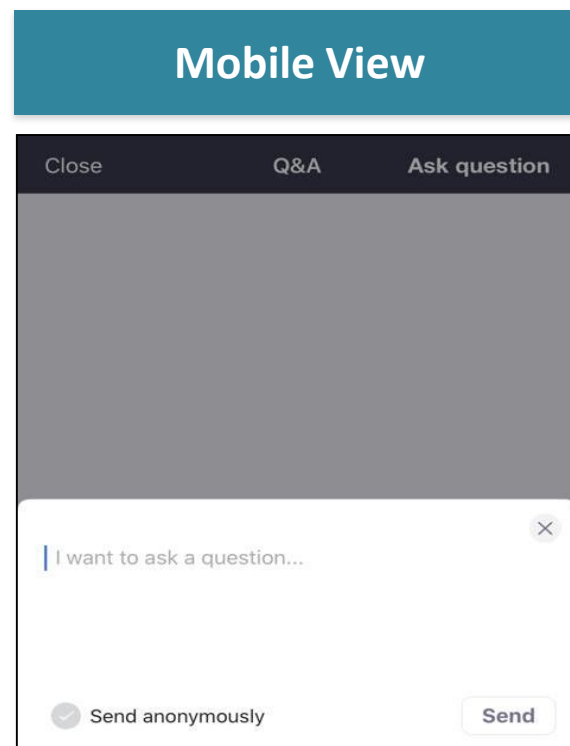 Mobile View
Close Q&A Ask question
I want to ask a question...
Send anonymously Send